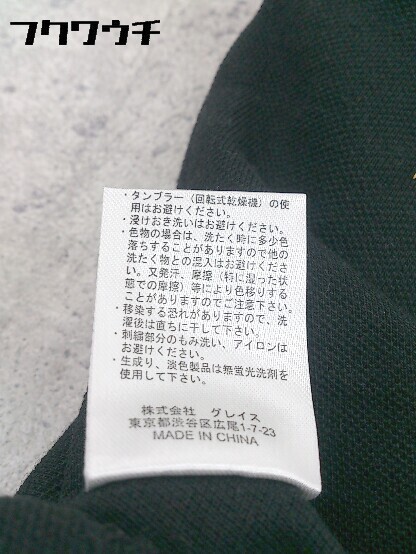 フクウウチ
・タンブラー(回転式乾燥機)の使
用はお避けください。
・浸けおき洗いはお避けください。
・色物の場合は、洗たく時に多少色
落ちすることがありますので他の
洗たく物との混入はお避けくださ
い。又発汗、摩擦(特に湿った状
態での摩擦)等により色移りする
ことがありますのでご注意下さい。
・移染する恐れがありますので、洗
濯後は直ちに干して下さい。
・刺繍部分のもみ洗い、アイロンは
お避けください。
・生成り、淡色製品は無蛍光洗剤を
使用して下さい。
株式会社 グレイス
東京都渋谷区広尾1-7-23
MADE IN CHINA